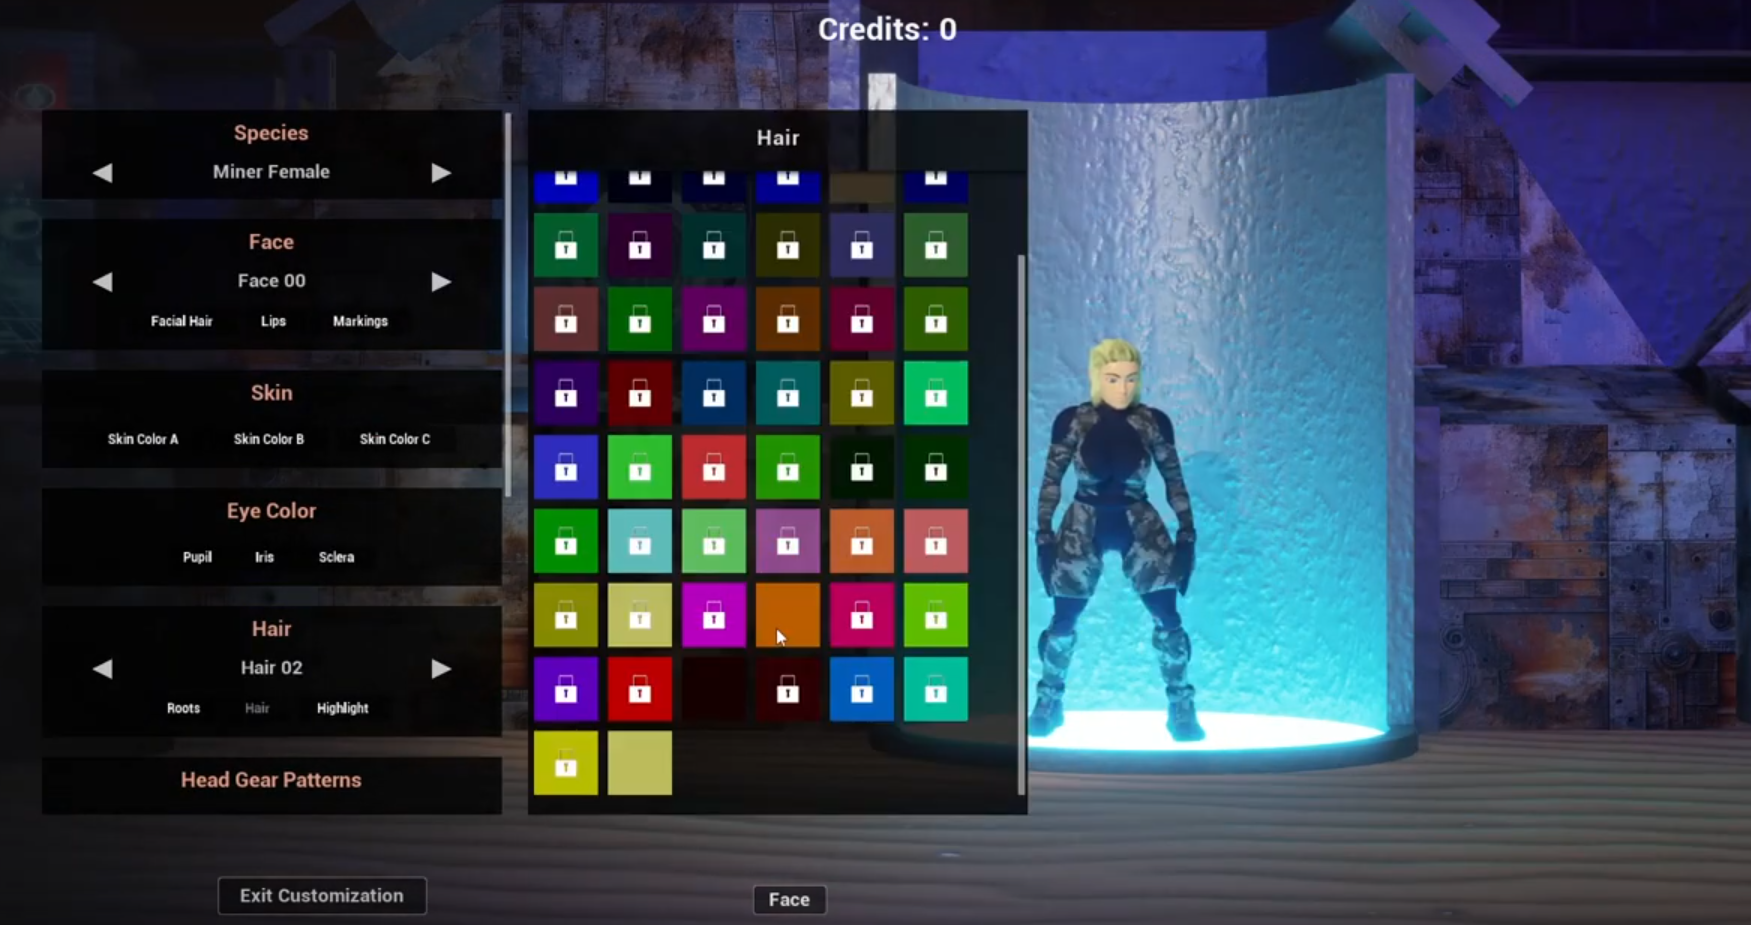 Credits: 0
Species
Miner Female
Face
Face 00
Facial Hair Lips Markings
Skin
Skin Color A Skin Color B Skin Color C
Eye Color
Pupil Iris Sclera
Hair
Hair 02
Roots Hair Highlight
Head Gear Patterns
Hair
Exit Customization
Face